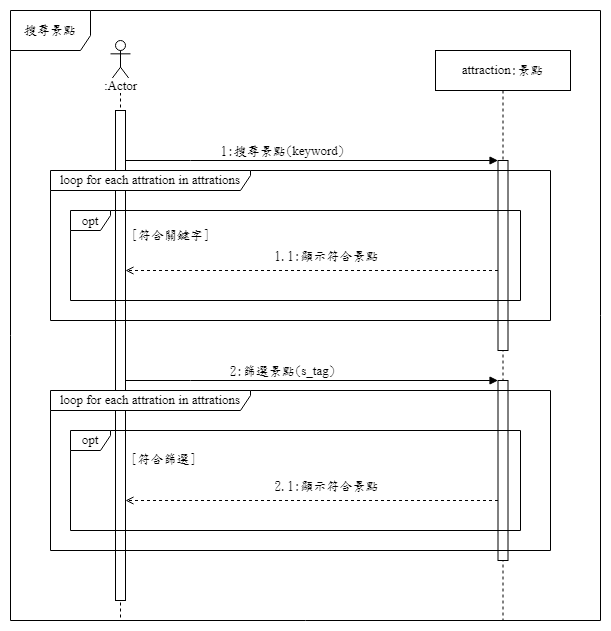 搜尋景點
:Actor
attraction:景點
1:搜尋景點(keyword)
loop for each attration in attrations
opt
[符合關鍵字]
1.1:顯示符合景點
2:篩選景點(s_tag)
loop for each attration in attrations
opt
[符合篩選]
2.1:顯示符合景點